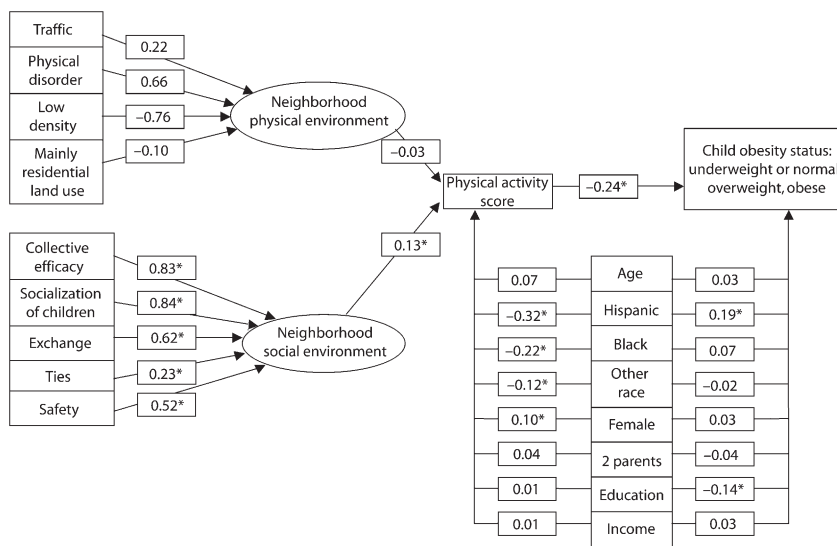 Traffic
Physical
disorder
Low
density
Mainly
residential
land use
0.22
0.66
–0.76
–0.10
Neighborhood
physical environment
–0.03
Collective
efficacy
Socialization
of children
Exchange
Ties
Safety
0.83*
0.84*
0.62*
0.23*
0.52*
Neighborhood
social environment
0.13*
Physical activity
score
–0.24*
Child obesity status:
underweight or normal
overweight, obese
0.07
Age
0.03
–0.32*
Hispanic
0.19*
–0.22*
Black
0.07
–0.12*
Other
race
–0.02
0.10*
Female
0.03
0.04
2 parents
–0.04
0.01
Education
–0.14*
0.01
Income
0.03